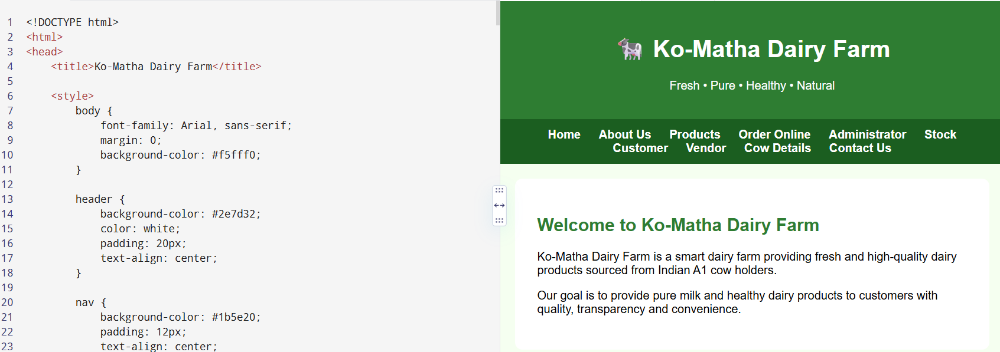 1 <!DOCTYPE html>
2 <html>
3 <head>
4     <title>Ko-Matha Dairy Farm</title>
5
6     <style>
7         body {
8             font-family: Arial, sans-serif;
9             margin: 0;
10             background-color: #f5fff0;
11         }
12
13         header {
14             background-color: #2e7d32;
15             color: white;
16             padding: 20px;
17             text-align: center;
18         }
19
20         nav {
21             background-color: #1b5e20;
22             padding: 12px;
23             text-align: center;
🐄 Ko-Matha Dairy Farm
Fresh • Pure • Healthy • Natural
Home About Us Products Order Online Administrator Stock
Customer Vendor Cow Details Contact Us
Welcome to Ko-Matha Dairy Farm
Ko-Matha Dairy Farm is a smart dairy farm providing fresh and high-quality dairy
products sourced from Indian A1 cow holders.
Our goal is to provide pure milk and healthy dairy products to customers with
quality, transparency and convenience.